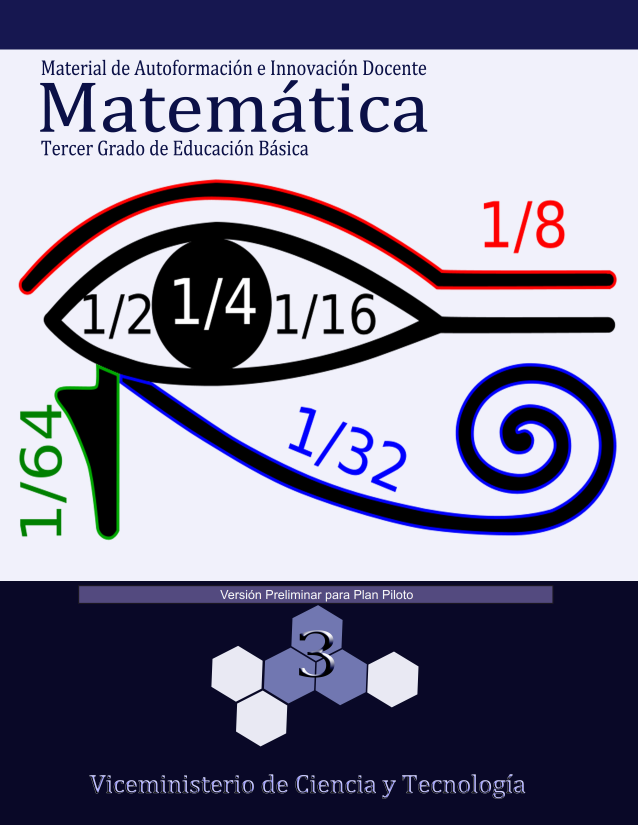 Material de Autoformación e Innovación Docente
Matemática
Tercer Grado de Educación Básica
1/8
1/2 1/4 1/16
1/32
1/64
Versión Preliminar para Plan Piloto
3
Viceministerio de Ciencia y Tecnología